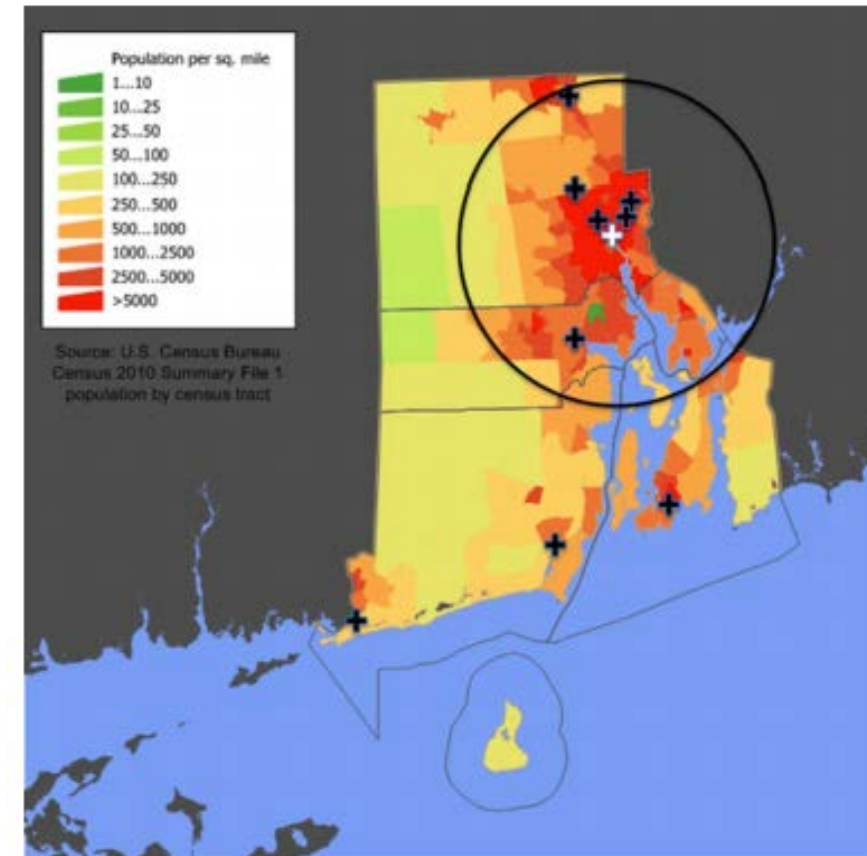 Population per sq. mile
1...10
10...25
25...50
50...100
100...250
250...500
500...1000
1000...2500
2500...5000
>5000
Source: U.S. Census Bureau
Census 2010 Summary File 1
population by census tract